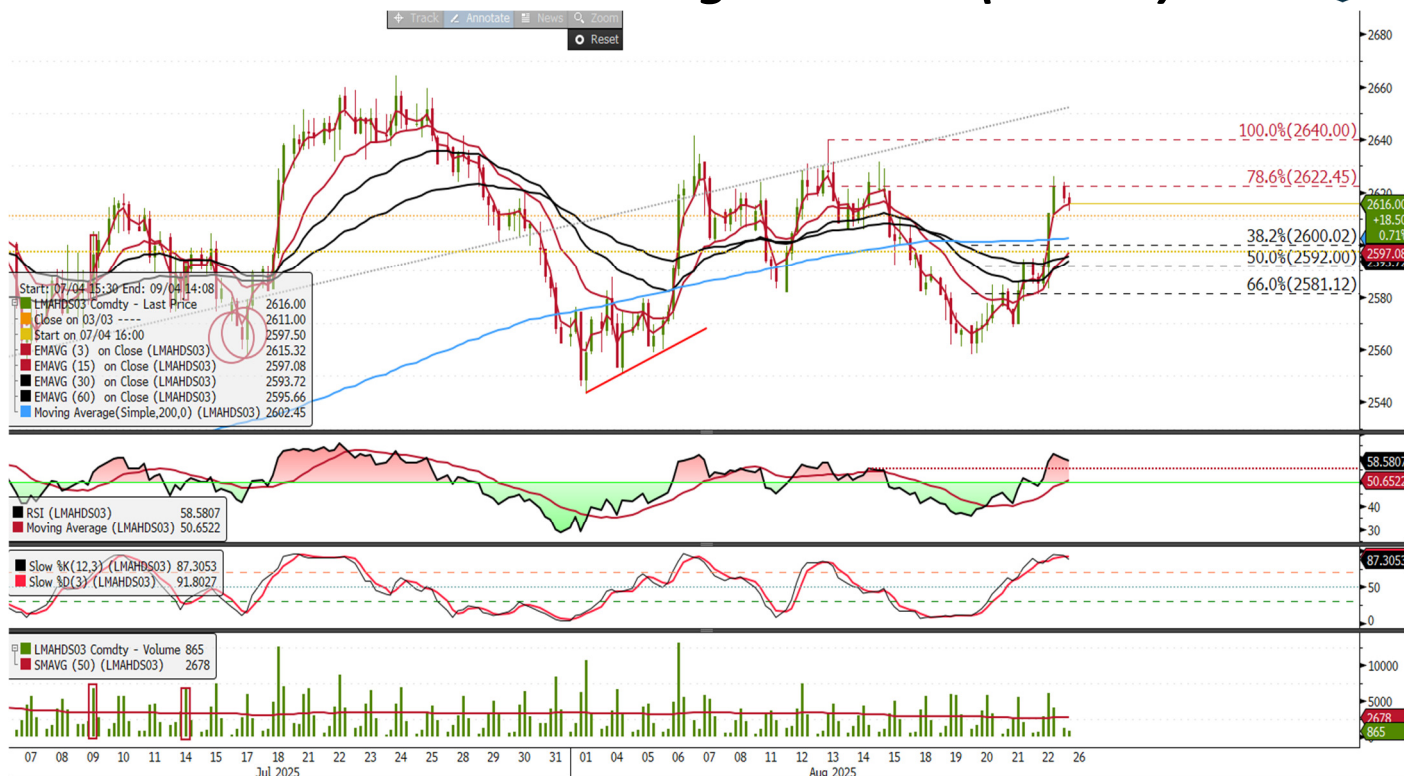 Track Annotate News Zoom
Reset
2680
2660
2640
2620
2580
2560
2540
100.0%(2640.00)
78.6%(2622.45)
38.2%(2600.02)
50.0%(2592.00)
66.0%(2581.12)
2616.00
+18.50
0.71%
2597.08
Start: 07/04 15:30 End: 09/04 14:08
LMAHDS03 Comdty - Last Price 2616.00
Close on 03/03 ---- 2611.00
Start on 07/04 16:00 2597.50
EMAVG (3) on Close (LMAHDS03) 2615.32
EMAVG (15) on Close (LMAHDS03) 2597.08
EMAVG (30) on Close (LMAHDS03) 2593.72
EMAVG (60) on Close (LMAHDS03) 2595.66
Moving Average(Simple,200,0) (LMAHDS03) 2602.45
58.5807
50.6522
40
30
RSI (LMAHDS03) 58.5807
Moving Average (LMAHDS03) 50.6522
Slow %K(12,3) (LMAHDS03) 87.3053
Slow %D(3) (LMAHDS03) 91.8027
87.3053
50
0
LMAHDS03 Comdty - Volume 865
SMAVG (50) (LMAHDS03) 2678
10000
5000
2678
865
07 08 09 10 11 14 15 16 17 18 21 22 23 24 25 28 29 30 31 01 04 05 06 07 08 11 12 13 14 15 18 19 20 21 22 26
Jul 2025 Aug 2025